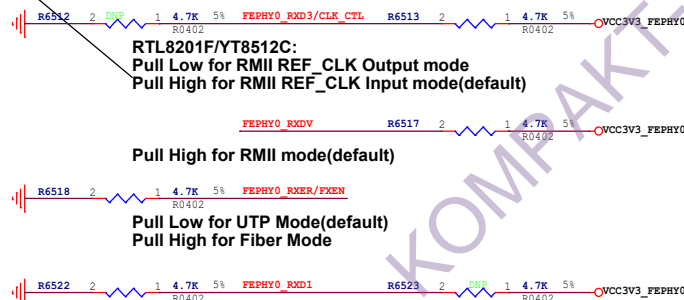 R6512 2 DNP 1 4.7K 5% FEPHY0_RXD3/CLK_CTL R6513 2 1 4.7K 5% VCC3V3_FEPHY0
R0402 R0402
RTL8201F/YT8512C:
Pull Low for RMII REF_CLK Output mode
Pull High for RMII REF_CLK Input mode(default)
FEPHY0_RXDV R6517 2 1 4.7K 5% VCC3V3_FEPHY0
R0402
Pull High for RMII mode(default)
R6518 2 1 4.7K 5% FEPHY0_RXER/FXEN
R0402
Pull Low for UTP Mode(default)
Pull High for Fiber Mode
R6522 2 1 4.7K 5% FEPHY0_RXD1 R6523 2 DNP 1 4.7K 5% VCC3V3_FEPHY0
R0402 R0402
KOMPAKT-